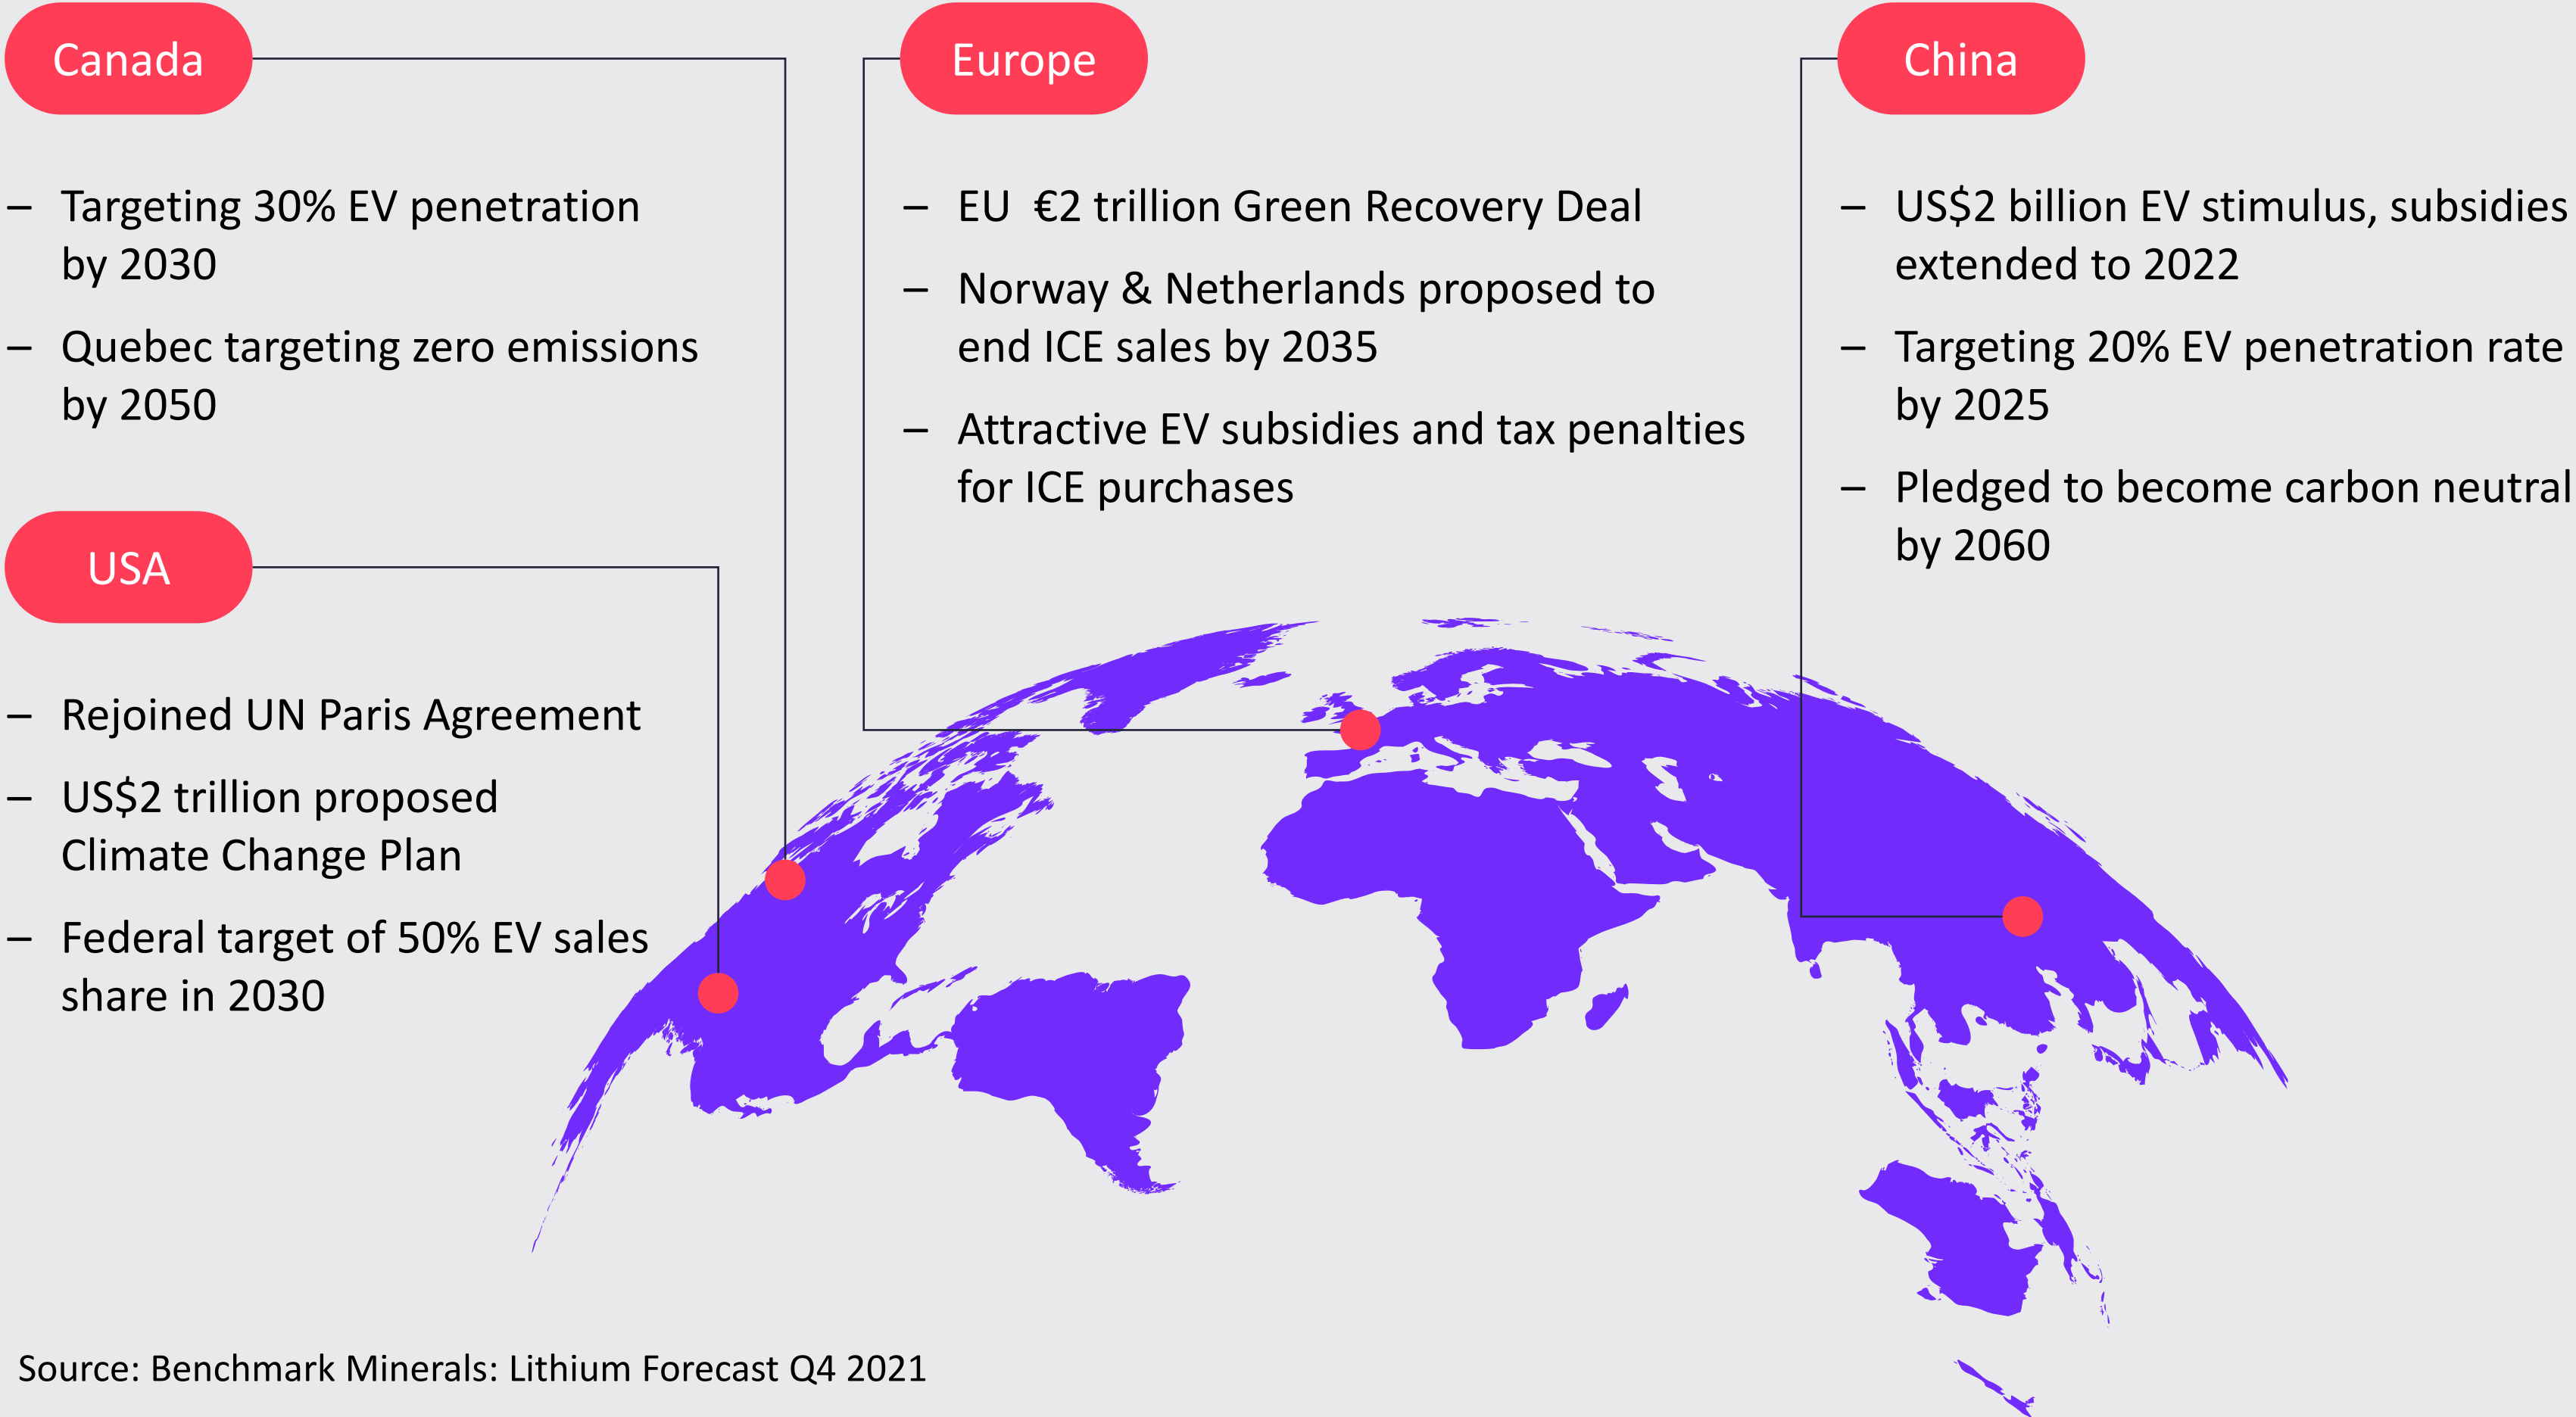 Canada
– Targeting 30% EV penetration
by 2030
– Quebec targeting zero emissions
by 2050
USA
– Rejoined UN Paris Agreement
– US$2 trillion proposed
Climate Change Plan
– Federal target of 50% EV sales
share in 2030
Europe
– EU  €2 trillion Green Recovery Deal
– Norway & Netherlands proposed to
end ICE sales by 2035
– Attractive EV subsidies and tax penalties
for ICE purchases
China
– US$2 billion EV stimulus, subsidies
extended to 2022
– Targeting 20% EV penetration rate
by 2025
– Pledged to become carbon neutral
by 2060
Source: Benchmark Minerals: Lithium Forecast Q4 2021